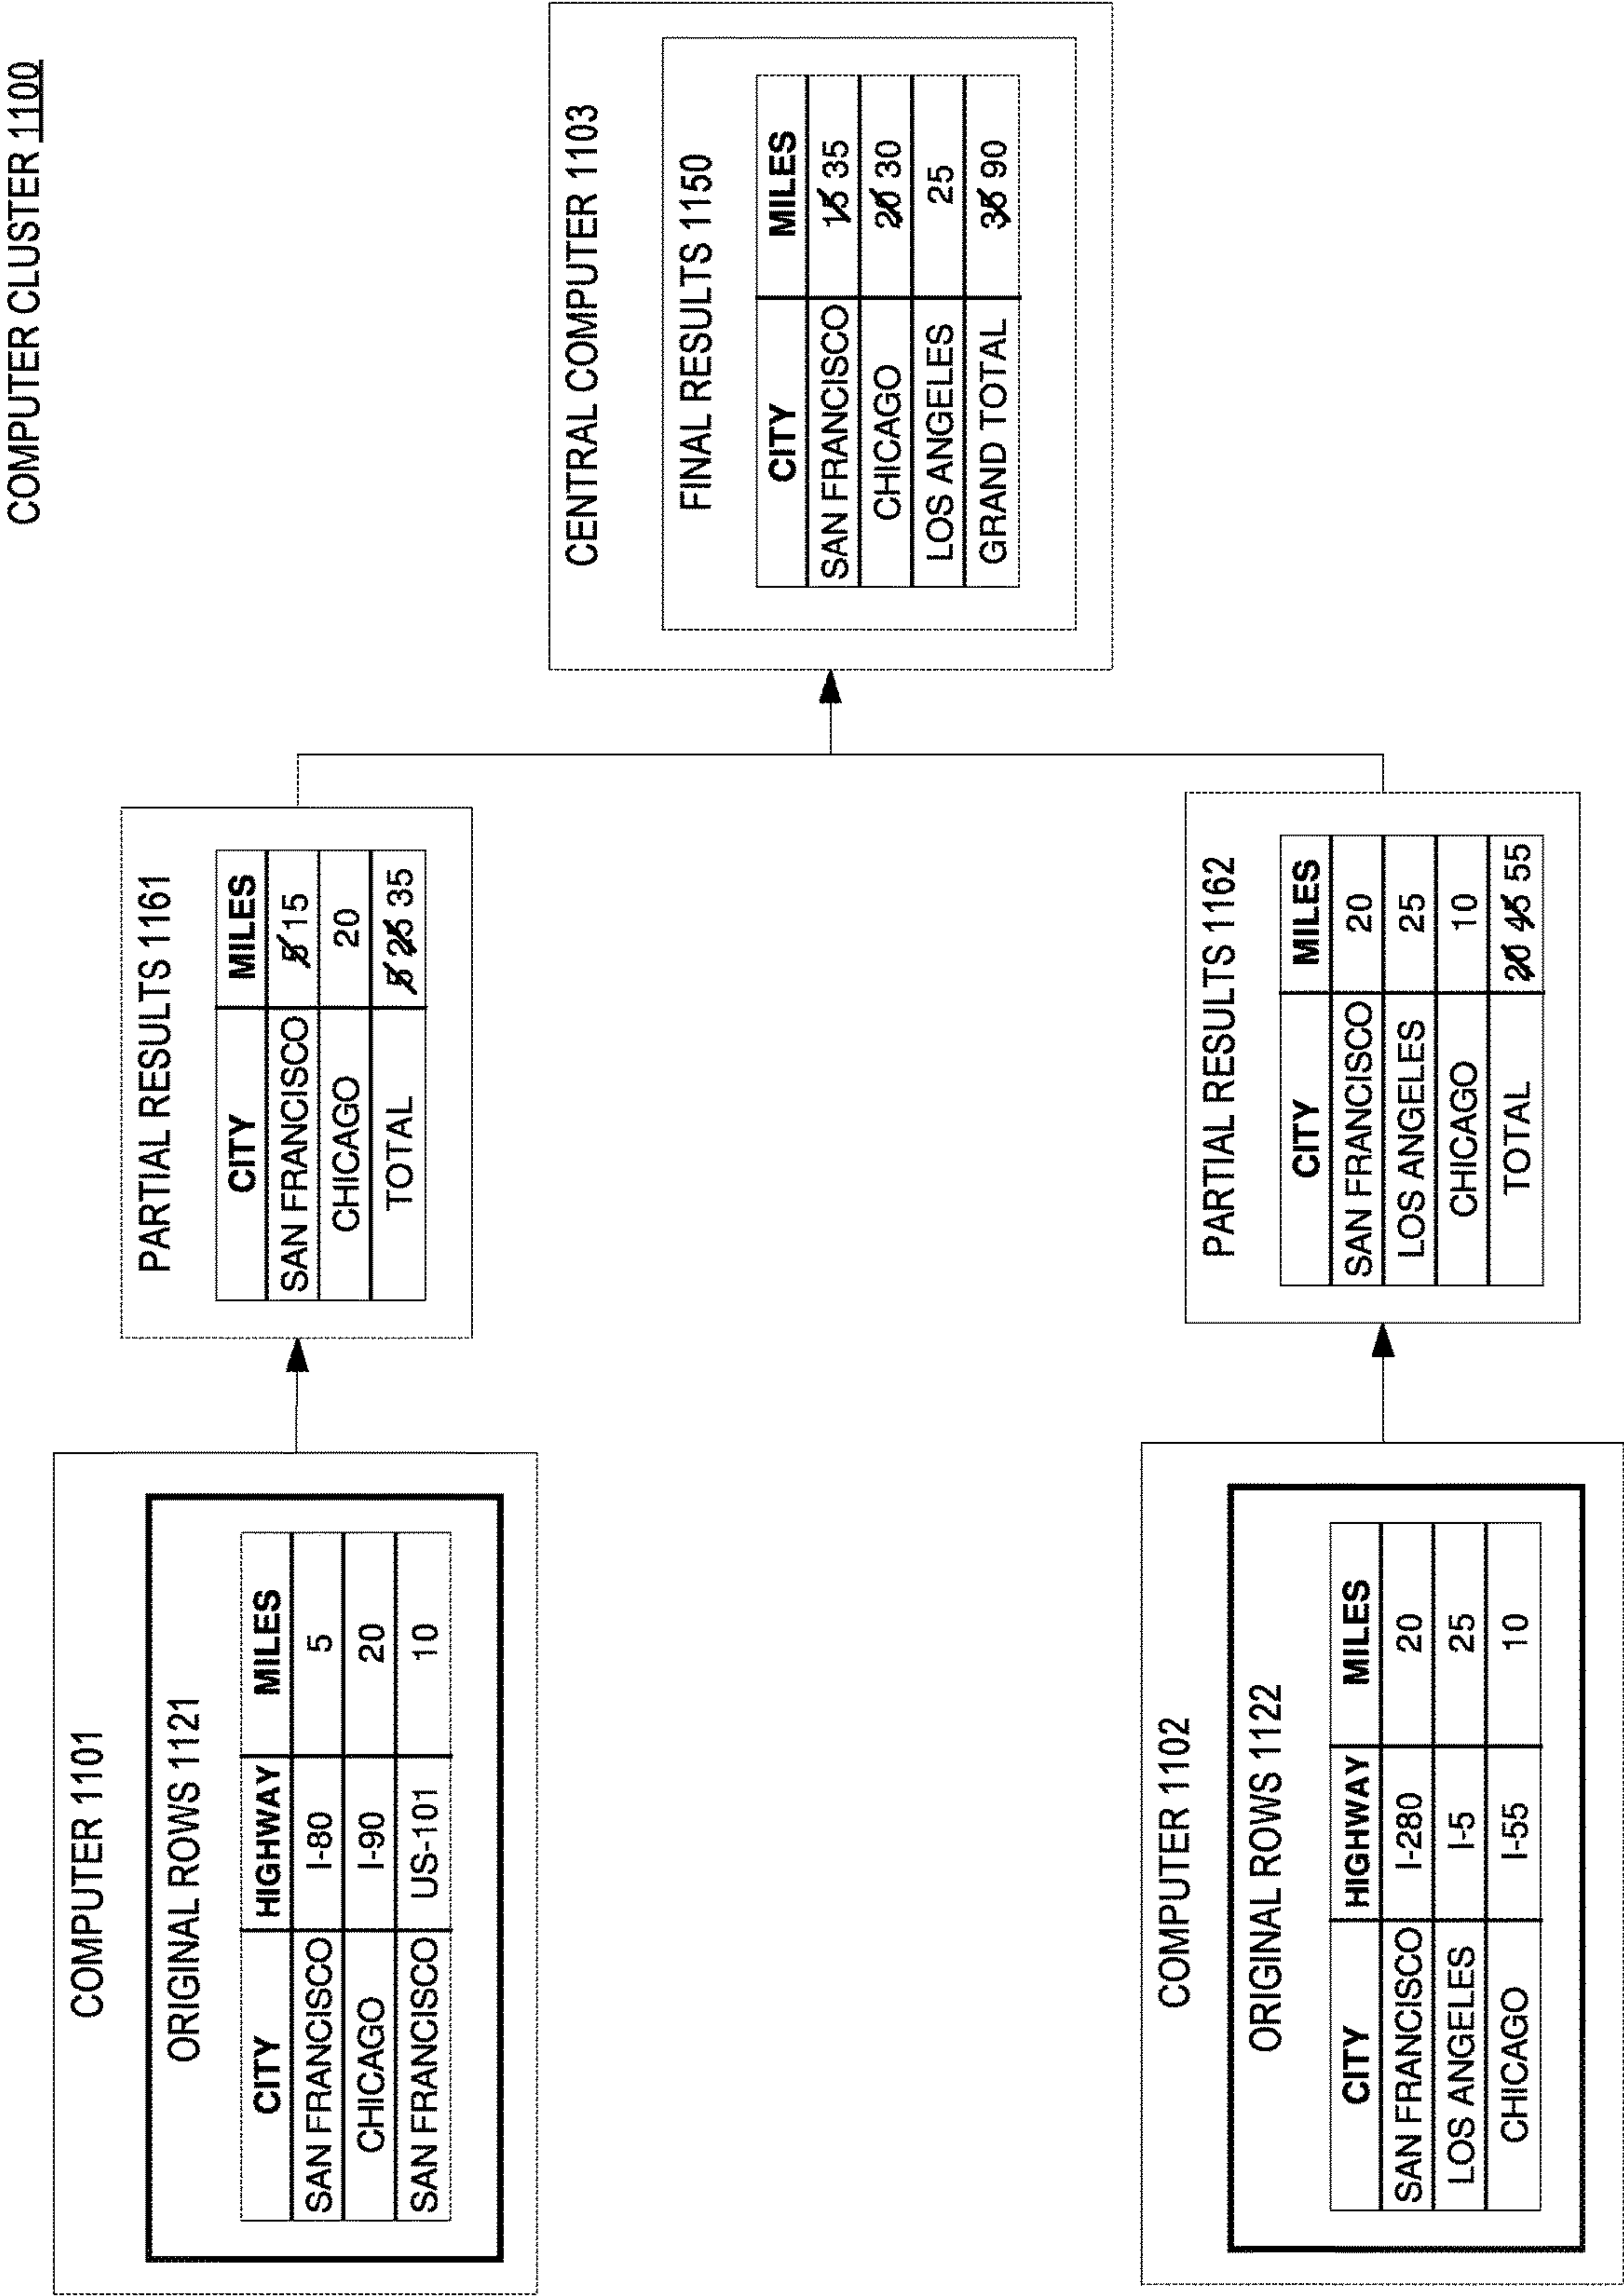 COMPUTER CLUSTER 1100
COMPUTER 1101
ORIGINAL ROWS 1121
CITY HIGHWAY MILES
SAN FRANCISCO I-80 5
CHICAGO I-90 20
SAN FRANCISCO US-101 10
PARTIAL RESULTS 1161
CITY MILES
SAN FRANCISCO 5 15
CHICAGO 20
TOTAL 5 25 35
CENTRAL COMPUTER 1103
FINAL RESULTS 1150
CITY MILES
SAN FRANCISCO 15 35
CHICAGO 20 30
LOS ANGELES 25
GRAND TOTAL 35 90
COMPUTER 1102
ORIGINAL ROWS 1122
CITY HIGHWAY MILES
SAN FRANCISCO I-280 20
LOS ANGELES I-5 25
CHICAGO I-55 10
PARTIAL RESULTS 1162
CITY MILES
SAN FRANCISCO 20
LOS ANGELES 25
CHICAGO 10
TOTAL 20 45 55